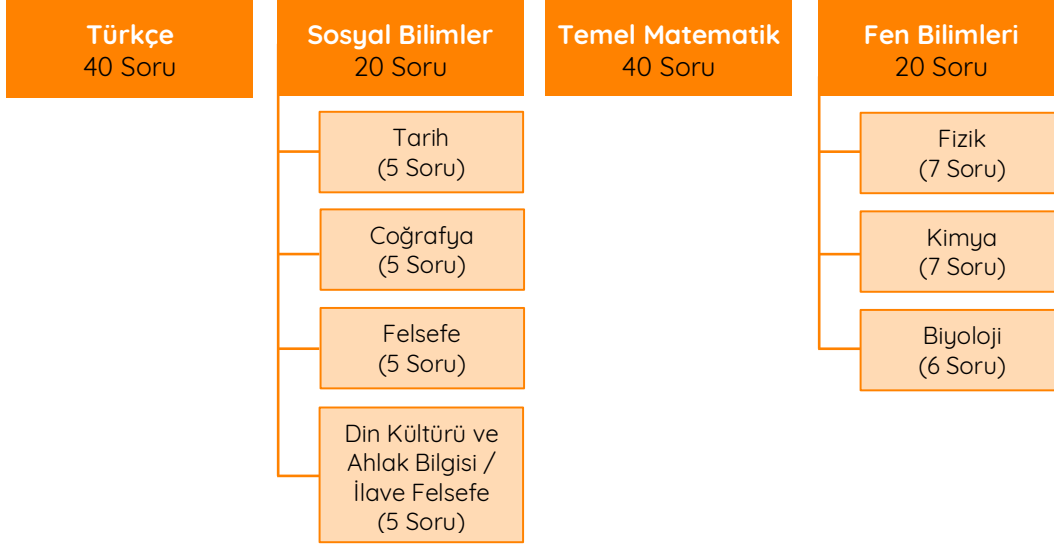 Türkçe
40 Soru
Sosyal Bilimler
20 Soru
Tarih
(5 Soru)
Coğrafya
(5 Soru)
Felsefe
(5 Soru)
Din Kültürü ve
Ahlak Bilgisi /
İlave Felsefe
(5 Soru)
Temel Matematik
40 Soru
Fen Bilimleri
20 Soru
Fizik
(7 Soru)
Kimya
(7 Soru)
Biyoloji
(6 Soru)